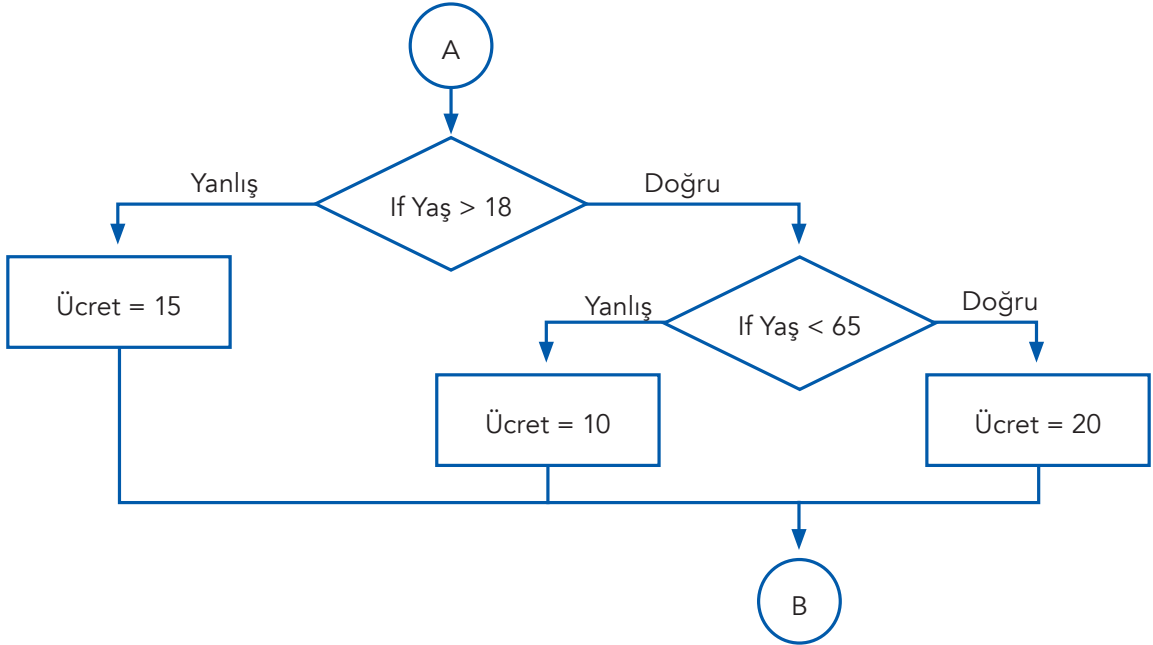 A
Yanlış
Doğru
If Yaş > 18
Ücret = 15
Yanlış
Doğru
If Yaş < 65
Ücret = 10
Ücret = 20
B